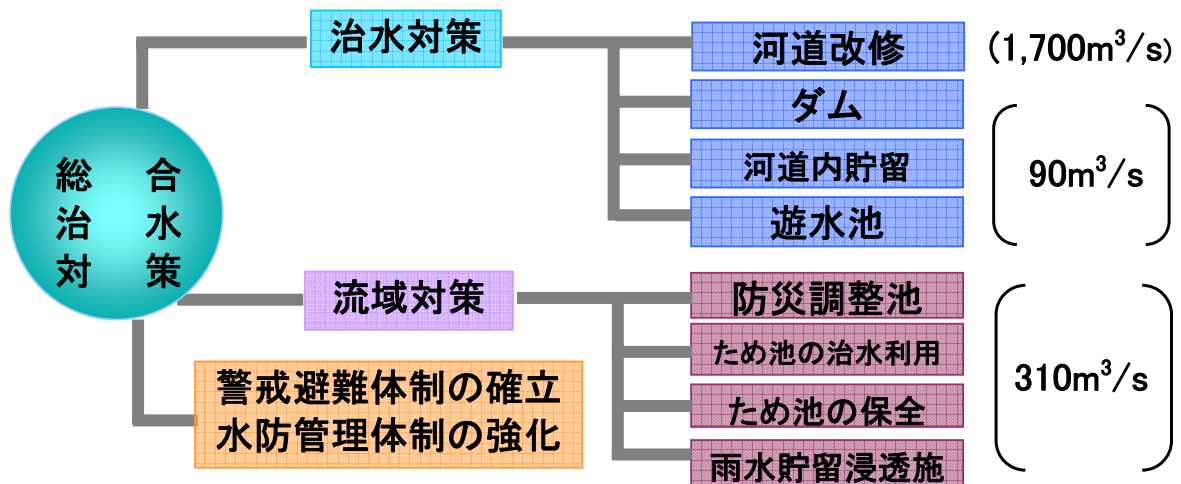 治水対策
河道改修
(1,700m³/s)
ダム
河道内貯留
遊水池
90m³/s
総合
治水
対策
流域対策
防災調整池
ため池の治水利用
ため池の保全
雨水貯留浸透施
310m³/s
警戒避難体制の確立
水防管理体制の強化